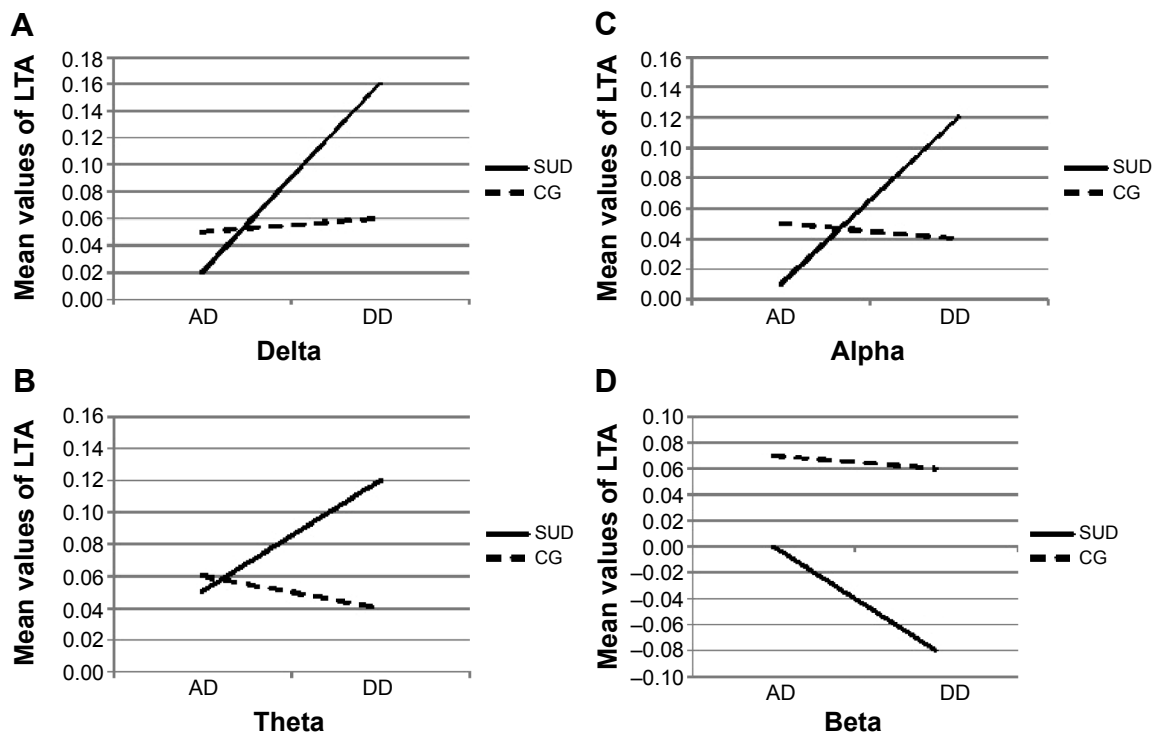 A
Mean values of LTA
0.18
0.16
0.14
0.12
0.10
0.08
0.06
0.04
0.02
0.00
AD DD
Delta
SUD
CG
B
Mean values of LTA
0.16
0.14
0.12
0.10
0.08
0.06
0.04
0.02
0.00
AD DD
Theta
SUD
CG
C
Mean values of LTA
0.16
0.14
0.12
0.10
0.08
0.06
0.04
0.02
0.00
AD DD
Alpha
SUD
CG
D
Mean values of LTA
0.10
0.08
0.06
0.04
0.02
0.00
–0.02
–0.04
–0.06
–0.08
–0.10
AD DD
Beta
SUD
CG